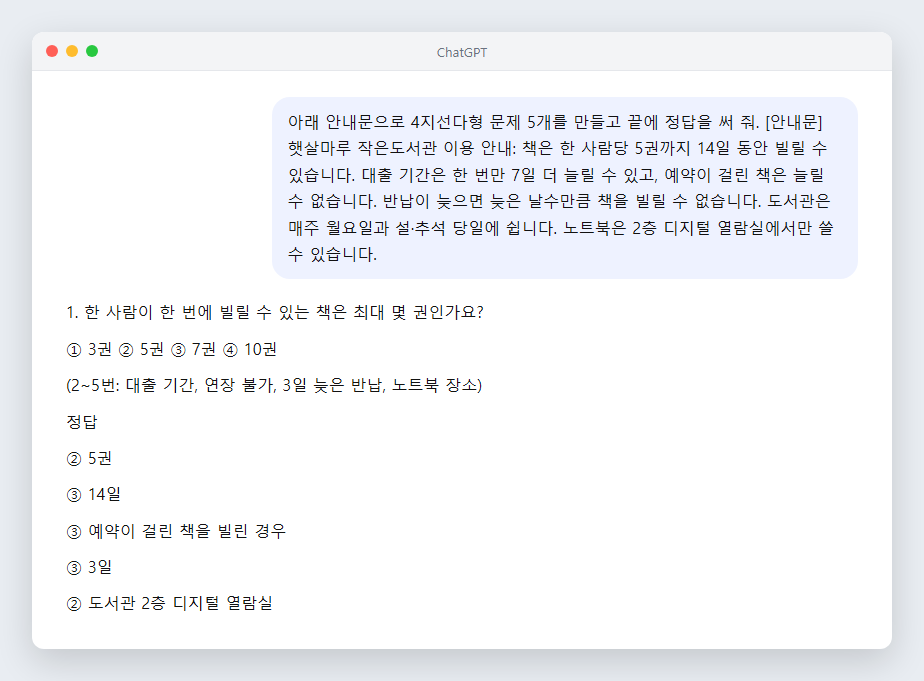 ChatGPT
아래 안내문으로 4지선다형 문제 5개를 만들고 끝에 정답을 써 줘. [안내문]
햇살마루 작은도서관 이용 안내: 책은 한 사람당 5권까지 14일 동안 빌릴 수
있습니다. 대출 기간은 한 번만 7일 더 늘릴 수 있고, 예약이 걸린 책은 늘릴
수 없습니다. 반납이 늦으면 늦은 날수만큼 책을 빌릴 수 없습니다. 도서관은
매주 월요일과 설·추석 당일에 쉽니다. 노트북은 2층 디지털 열람실에서만 쓸
수 있습니다.
1. 한 사람이 한 번에 빌릴 수 있는 책은 최대 몇 권인가요?
① 3권 ② 5권 ③ 7권 ④ 10권
(2~5번: 대출 기간, 연장 불가, 3일 늦은 반납, 노트북 장소)
정답
② 5권
③ 14일
③ 예약이 걸린 책을 빌린 경우
③ 3일
② 도서관 2층 디지털 열람실